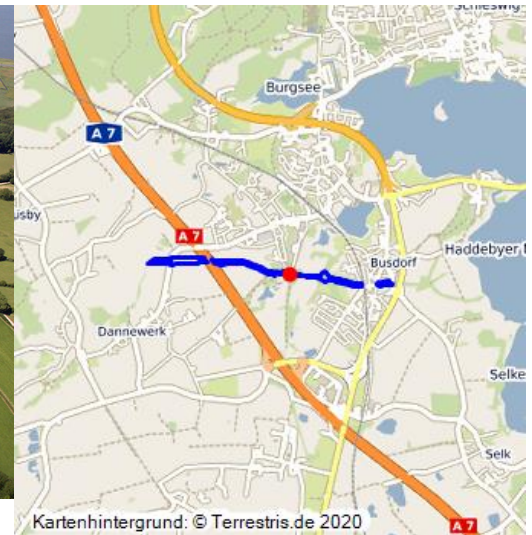 Schleswig
Burgsee
A 7
usby
A 7
Busdorf
Haddebyer N
Dannewerk
Selke
Selk
Kartenhintergrund: © Terrestris.de 2020
A 7